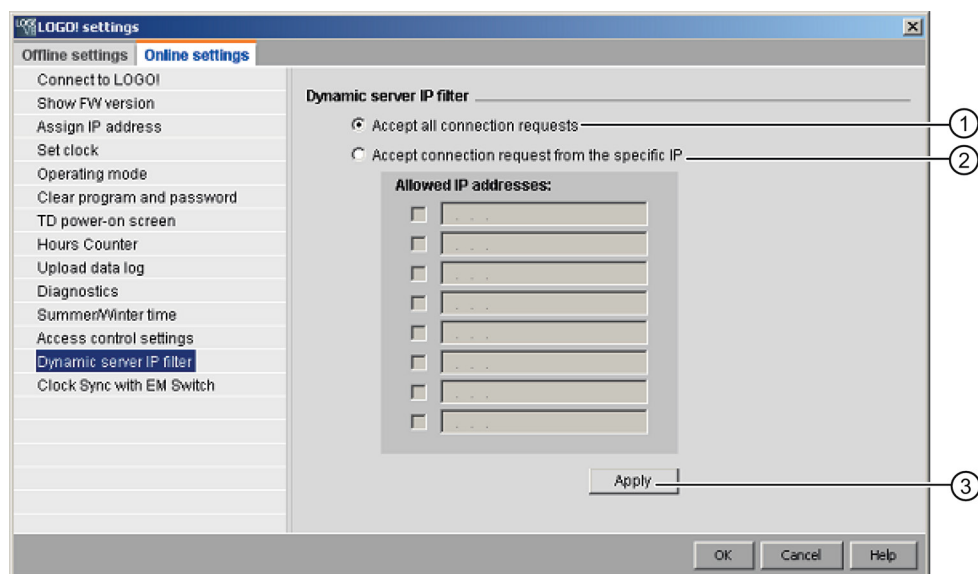 LOGO! settings
Offline settings
Online settings
Connect to LOGO!
Show FW version
Assign IP address
Set clock
Operating mode
Clear program and password
TD power-on screen
Hours Counter
Upload data log
Diagnostics
Summer/Winter time
Access control settings
Dynamic server IP filter
Clock Sync with EM Switch
Dynamic server IP filter
Accept all connection requests
1
Accept connection request from the specific IP
2
Allowed IP addresses:
. . .
. . .
. . .
. . .
. . .
. . .
. . .
. . .
Apply
3
OK
Cancel
Help